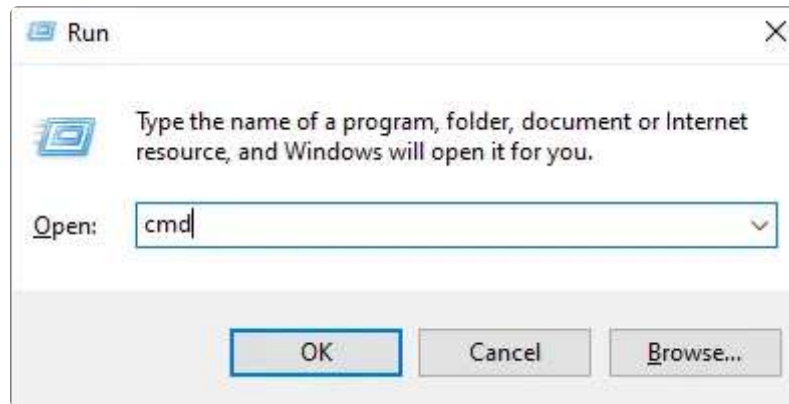 Run
Type the name of a program, folder, document or Internet
resource, and Windows will open it for you.
Open: cmd
OK Cancel Browse...